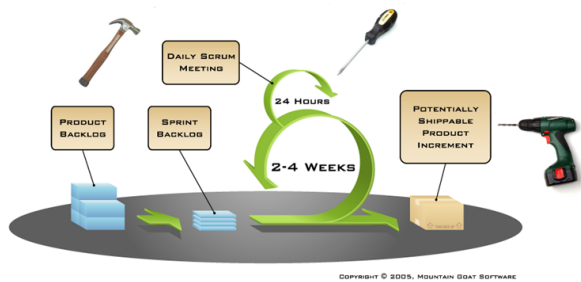 Daily Scrum
Meeting
24 Hours
Product
Backlog
Sprint
Backlog
Potentially
Shippable
Product
Increment
2-4 Weeks
Copyright © 2005, Mountain Goat Software